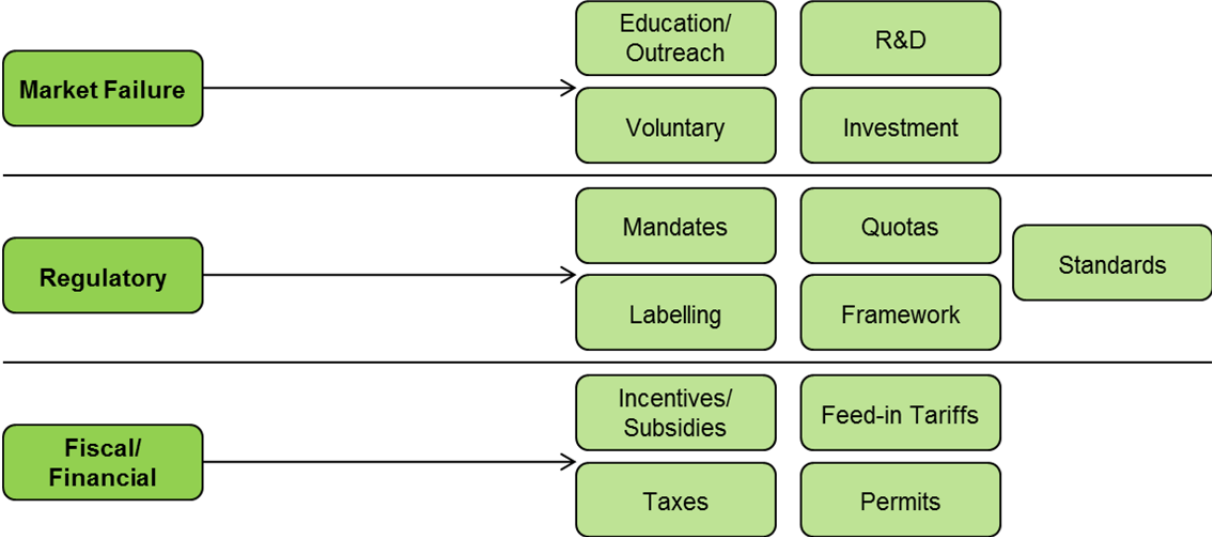 Market Failure
Education/
Outreach
R&D
Voluntary
Investment
Regulatory
Mandates
Quotas
Standards
Labelling
Framework
Fiscal/
Financial
Incentives/
Subsidies
Feed-in Tariffs
Taxes
Permits